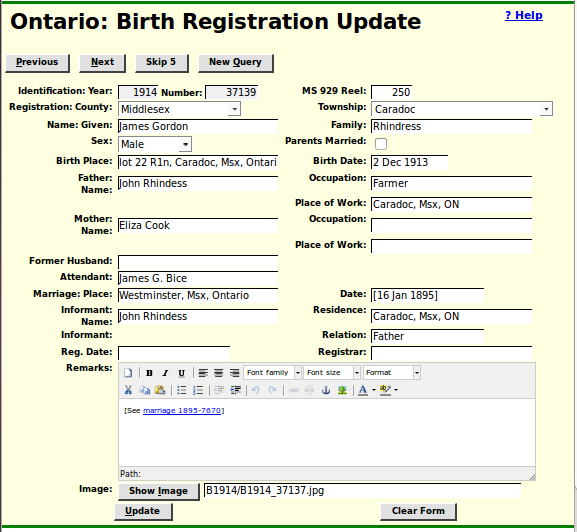 Ontario: Birth Registration Update
? Help
Previous Next Skip 5 New Query
Identification: Year: 1914 Number: 37139 MS 929 Reel: 250
Registration: County: Middlesex Township: Caradoc
Name: Given: James Gordon Family: Rhindress
Sex: Male Parents Married:
Birth Place: lot 22 R1n, Caradoc, Msx, Ontari Birth Date: 2 Dec 1913
Father: Name: John Rhindess Occupation: Farmer
Place of Work: Caradoc, Msx, ON
Mother: Name: Eliza Cook Occupation:
Place of Work:
Former Husband:
Attendant: James G. Bice
Marriage: Place: Westminster, Msx, Ontario Date: [16 Jan 1895]
Informant: Name: John Rhindess Residence: Caradoc, Msx, ON
Informant: Relation: Father
Reg. Date: Registrar:
Remarks: B I U Font family Font size Format
A ab
[See marriage 1895-7670]
Path:
Image: Show Image B1914/B1914_37137.jpg
Update Clear Form